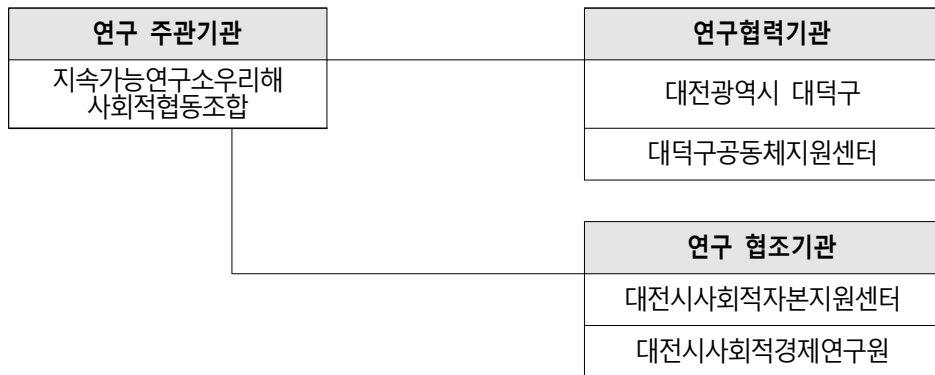 연구 주관기관
지속가능연구소우리해
사회적협동조합
연구협력기관
대전광역시 대덕구
대덕구공동체지원센터
연구 협조기관
대전시사회적자본지원센터
대전시사회적경제연구원